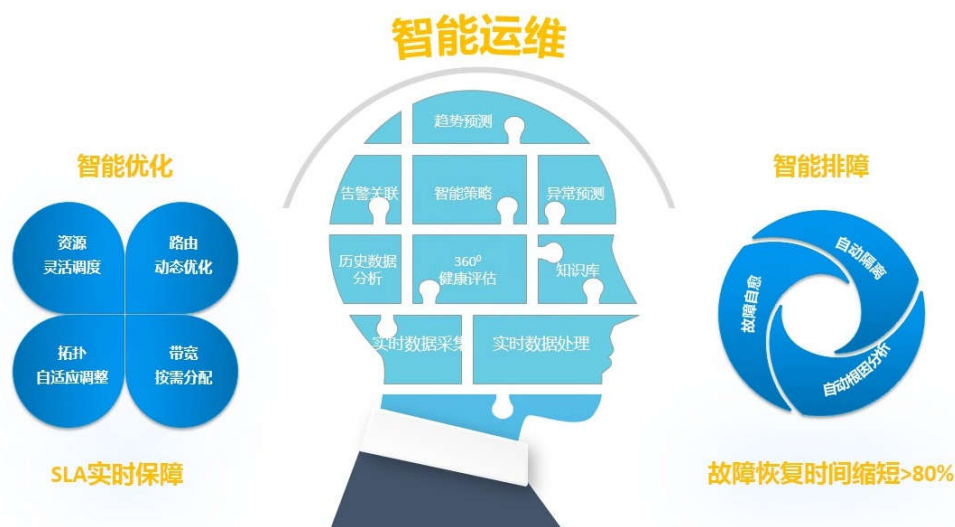 智能运维
智能优化
资源
灵活调度
路由
动态优化
拓扑
自适应调整
带宽
按需分配
SLA实时保障
趋势预测
告警关联
智能策略
异常预测
历史数据
分析
360⁰
健康评估
知识库
实时数据采集
实时数据处理
智能排障
自动隔离
故障自愈
自动根因分析
故障恢复时间缩短>80%